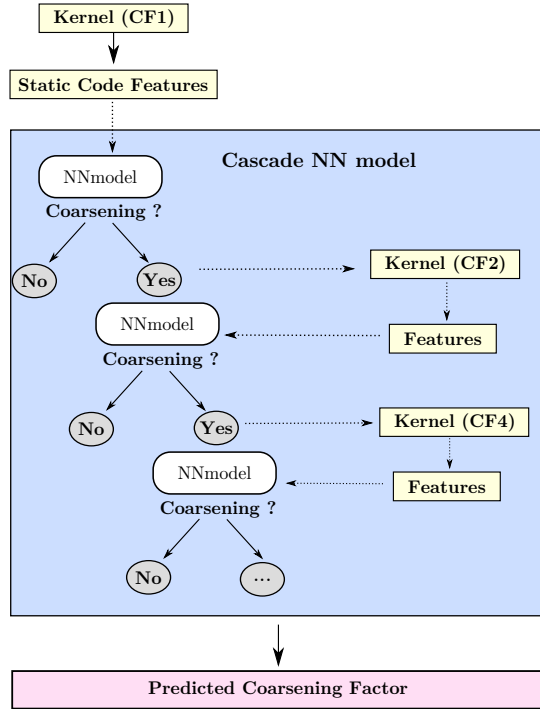 Kernel (CF1)
Static Code Features
Cascade NN model
NNmodel
Coarsening ?
No
Yes
Kernel (CF2)
NNmodel
Features
Coarsening ?
No
Yes
Kernel (CF4)
NNmodel
Features
Coarsening ?
No
...
Predicted Coarsening Factor